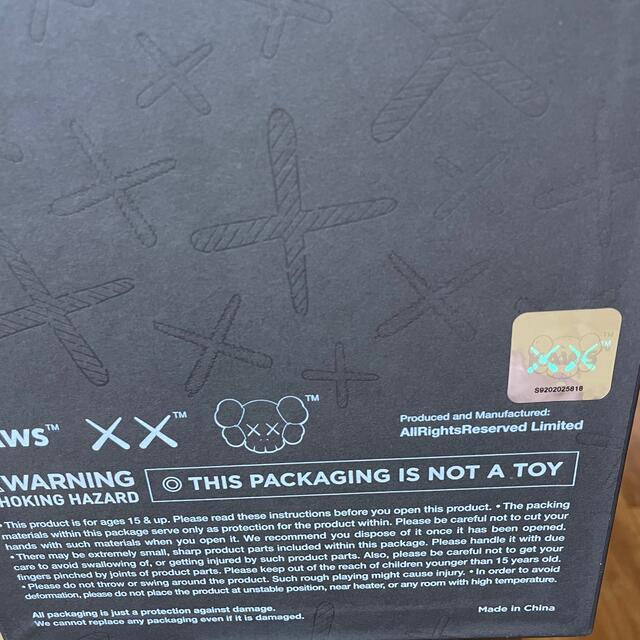 TM
S9202025818
AWS™ XX™ ™
Produced and Manufactured:
AllRightsReserved Limited
WARNING
HOKING HAZARD
◎ THIS PACKAGING IS NOT A TOY
• This product is for ages 15 & up. Please read these instructions before you open this product. • The packing
materials within this package serve only as protection for the product within. Please be careful not to cut your
hands with such materials when you open it. We recommend you dispose of it once it has been opened.
• There may be extremely small, sharp product parts included within this package. Please handle it with due
care to avoid swallowing of, or getting injured by such product parts. Also, please be careful not to get your
fingers pinched by joints of product parts. Please keep out of the reach of children younger than 15 years old.
• Please do not throw or swing around the product. Such rough playing might cause injury. • In order to avoid
deformation, please do not place the product at unstable position, near heater, or any room with high temperature.
All packaging is just a protection against damage.
We cannot replace any packaging even if it is damaged.
Made in China